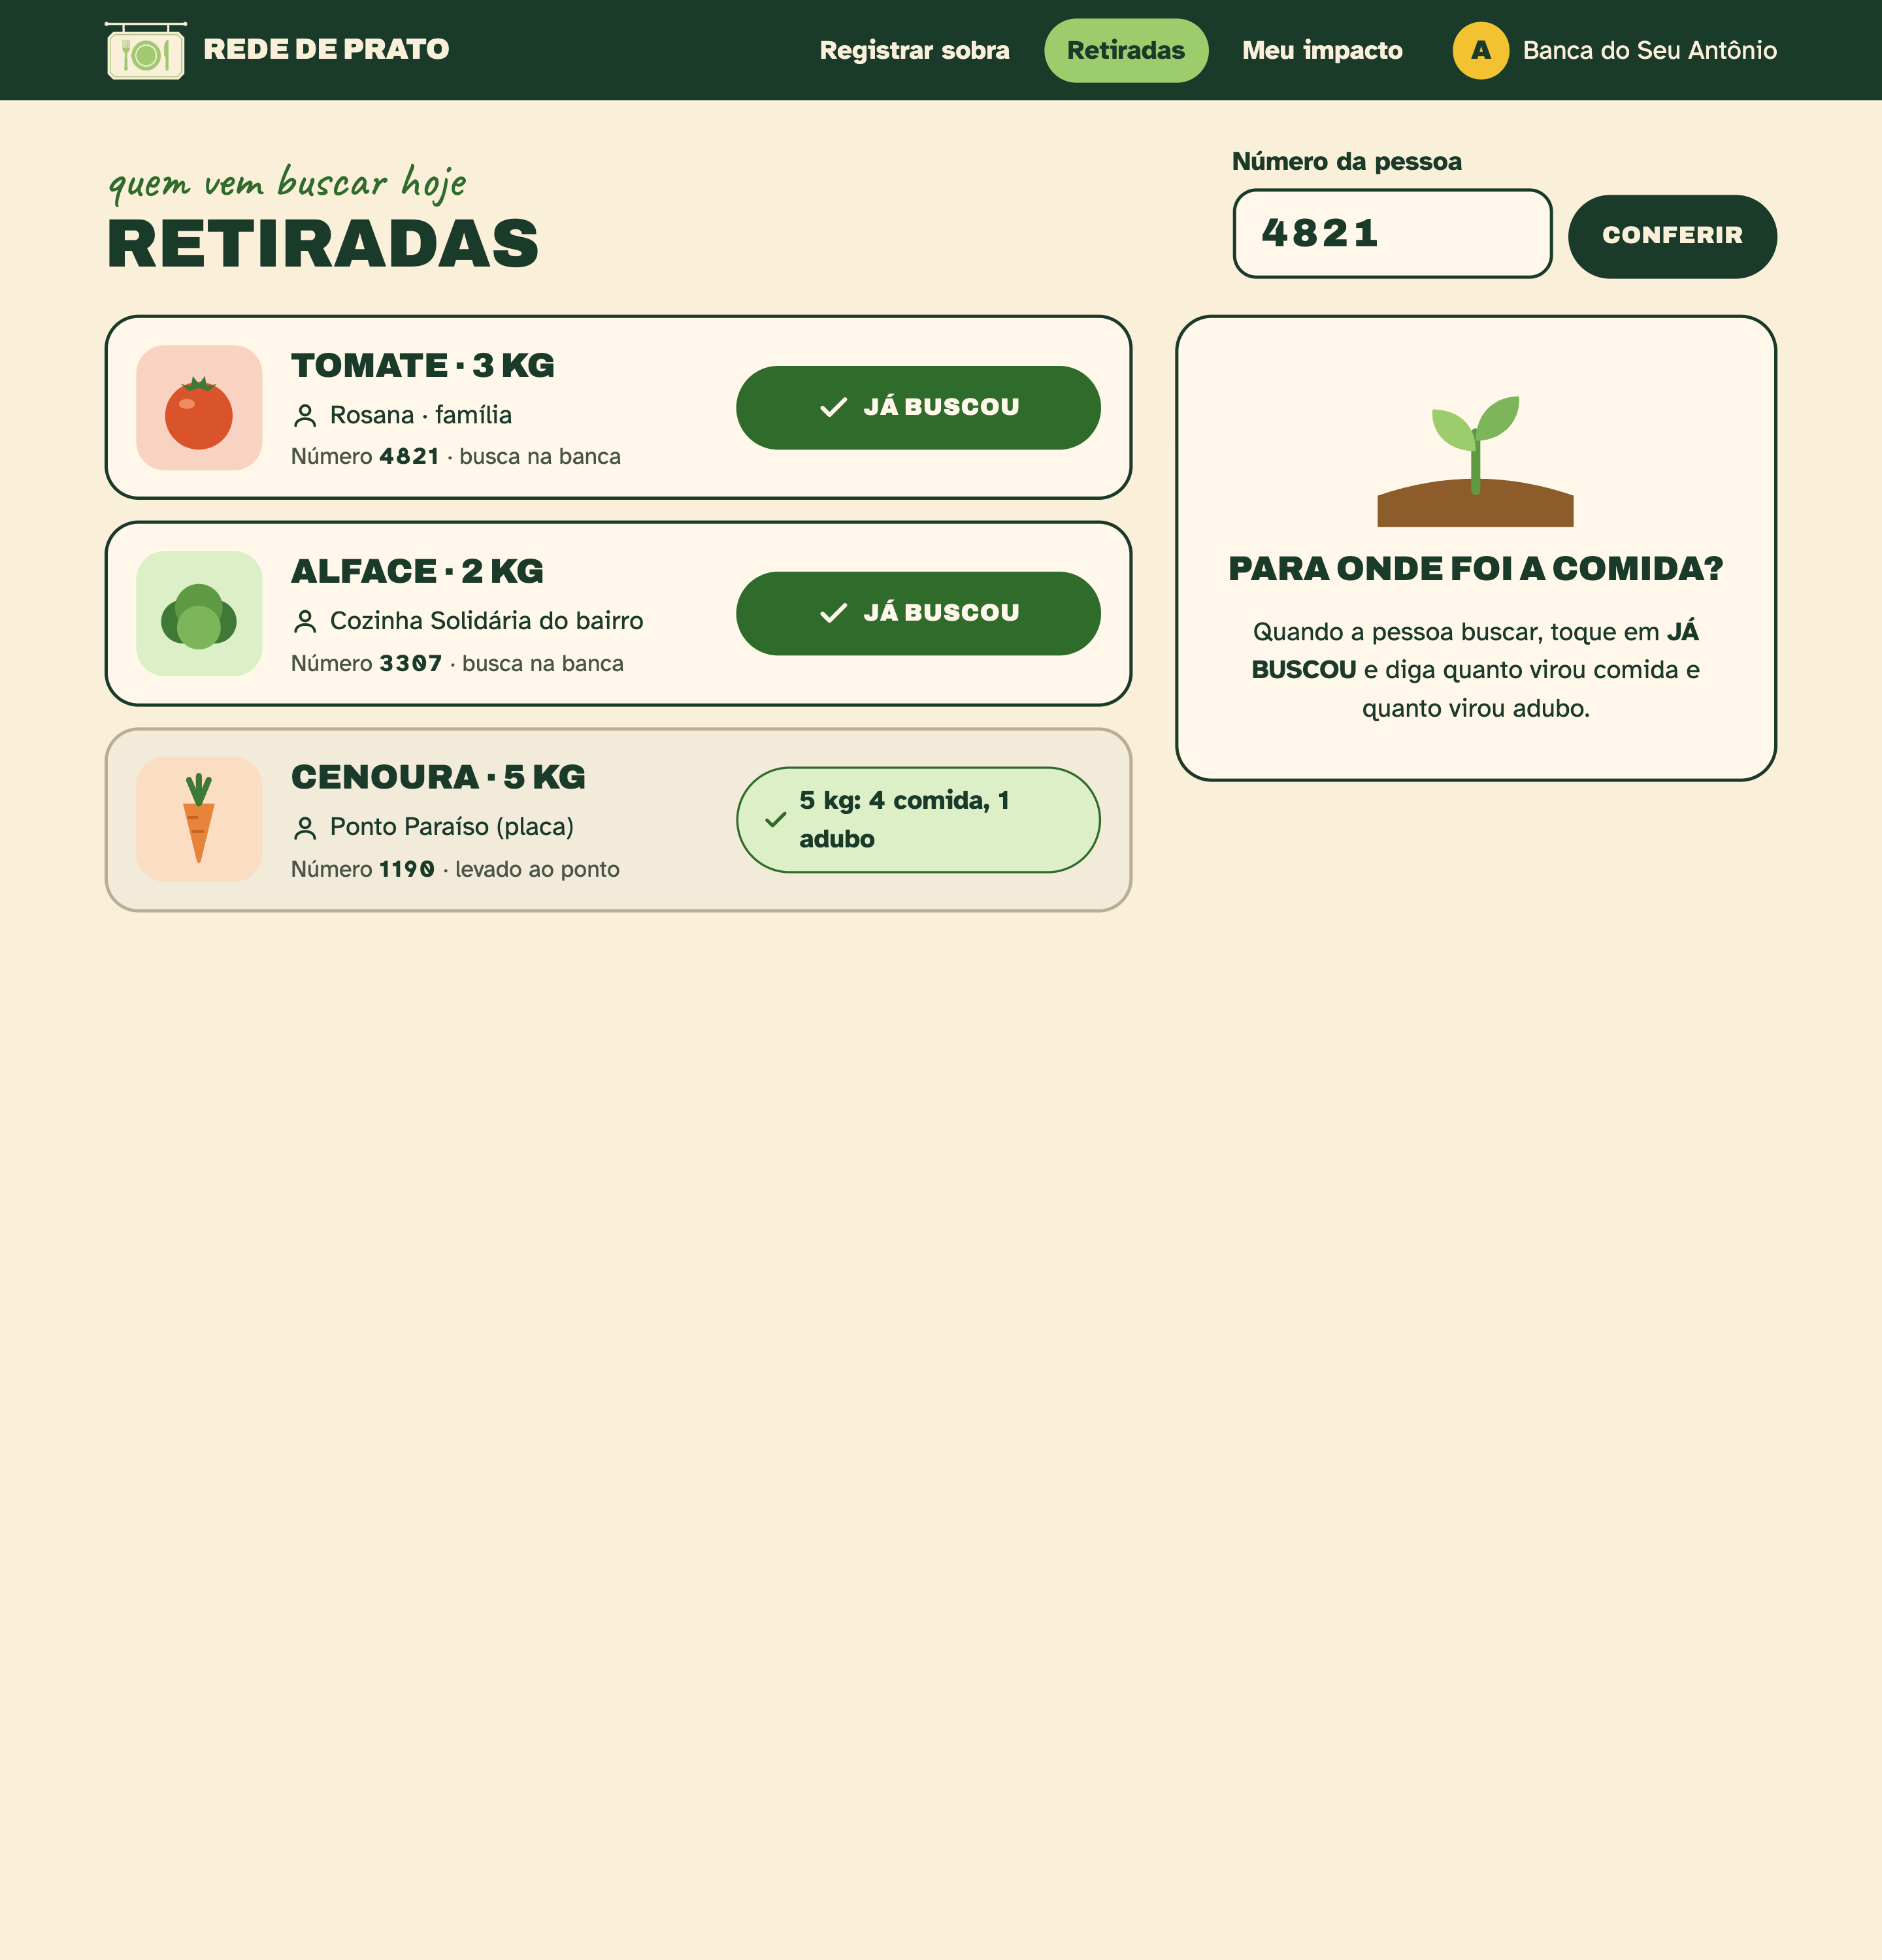 REDE DE PRATO
Registrar sobra
Retiradas
Meu impacto
A
Banca do Seu Antônio
quem vem buscar hoje
RETIRADAS
Número da pessoa
4821
CONFERIR
TOMATE · 3 KG
Rosana · família
Número 4821 · busca na banca
JÁ BUSCOU
ALFACE · 2 KG
Cozinha Solidária do bairro
Número 3307 · busca na banca
JÁ BUSCOU
CENOURA · 5 KG
Ponto Paraíso (placa)
Número 1190 · levado ao ponto
5 kg: 4 comida, 1
adubo
PARA ONDE FOI A COMIDA?
Quando a pessoa buscar, toque em JÁ
BUSCOU e diga quanto virou comida e
quanto virou adubo.